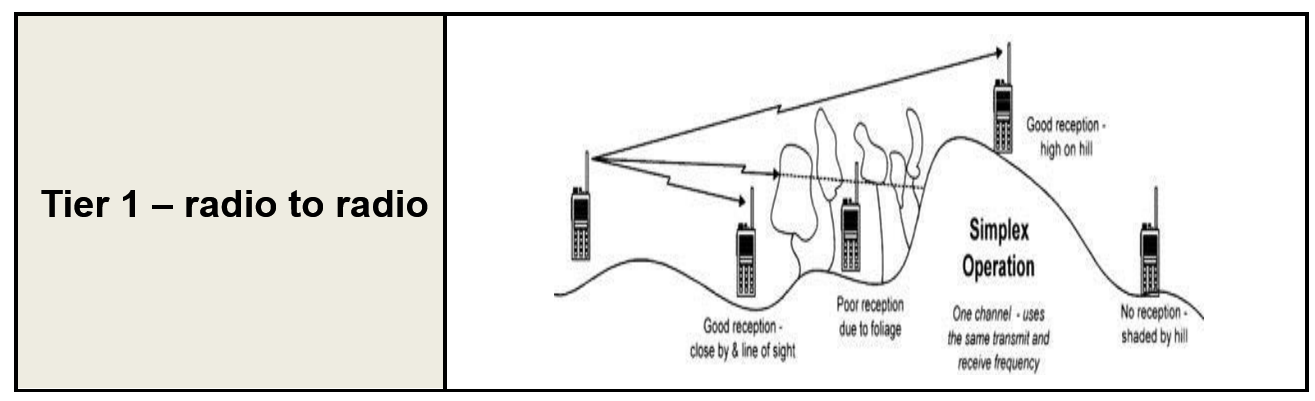 Tier 1 – radio to radio
Good reception -
high on hill
Simplex
Operation
One channel - uses
the same transmit and
receive frequency
Good reception -
close by & line of sight
Poor reception
due to foliage
No reception -
shaded by hill